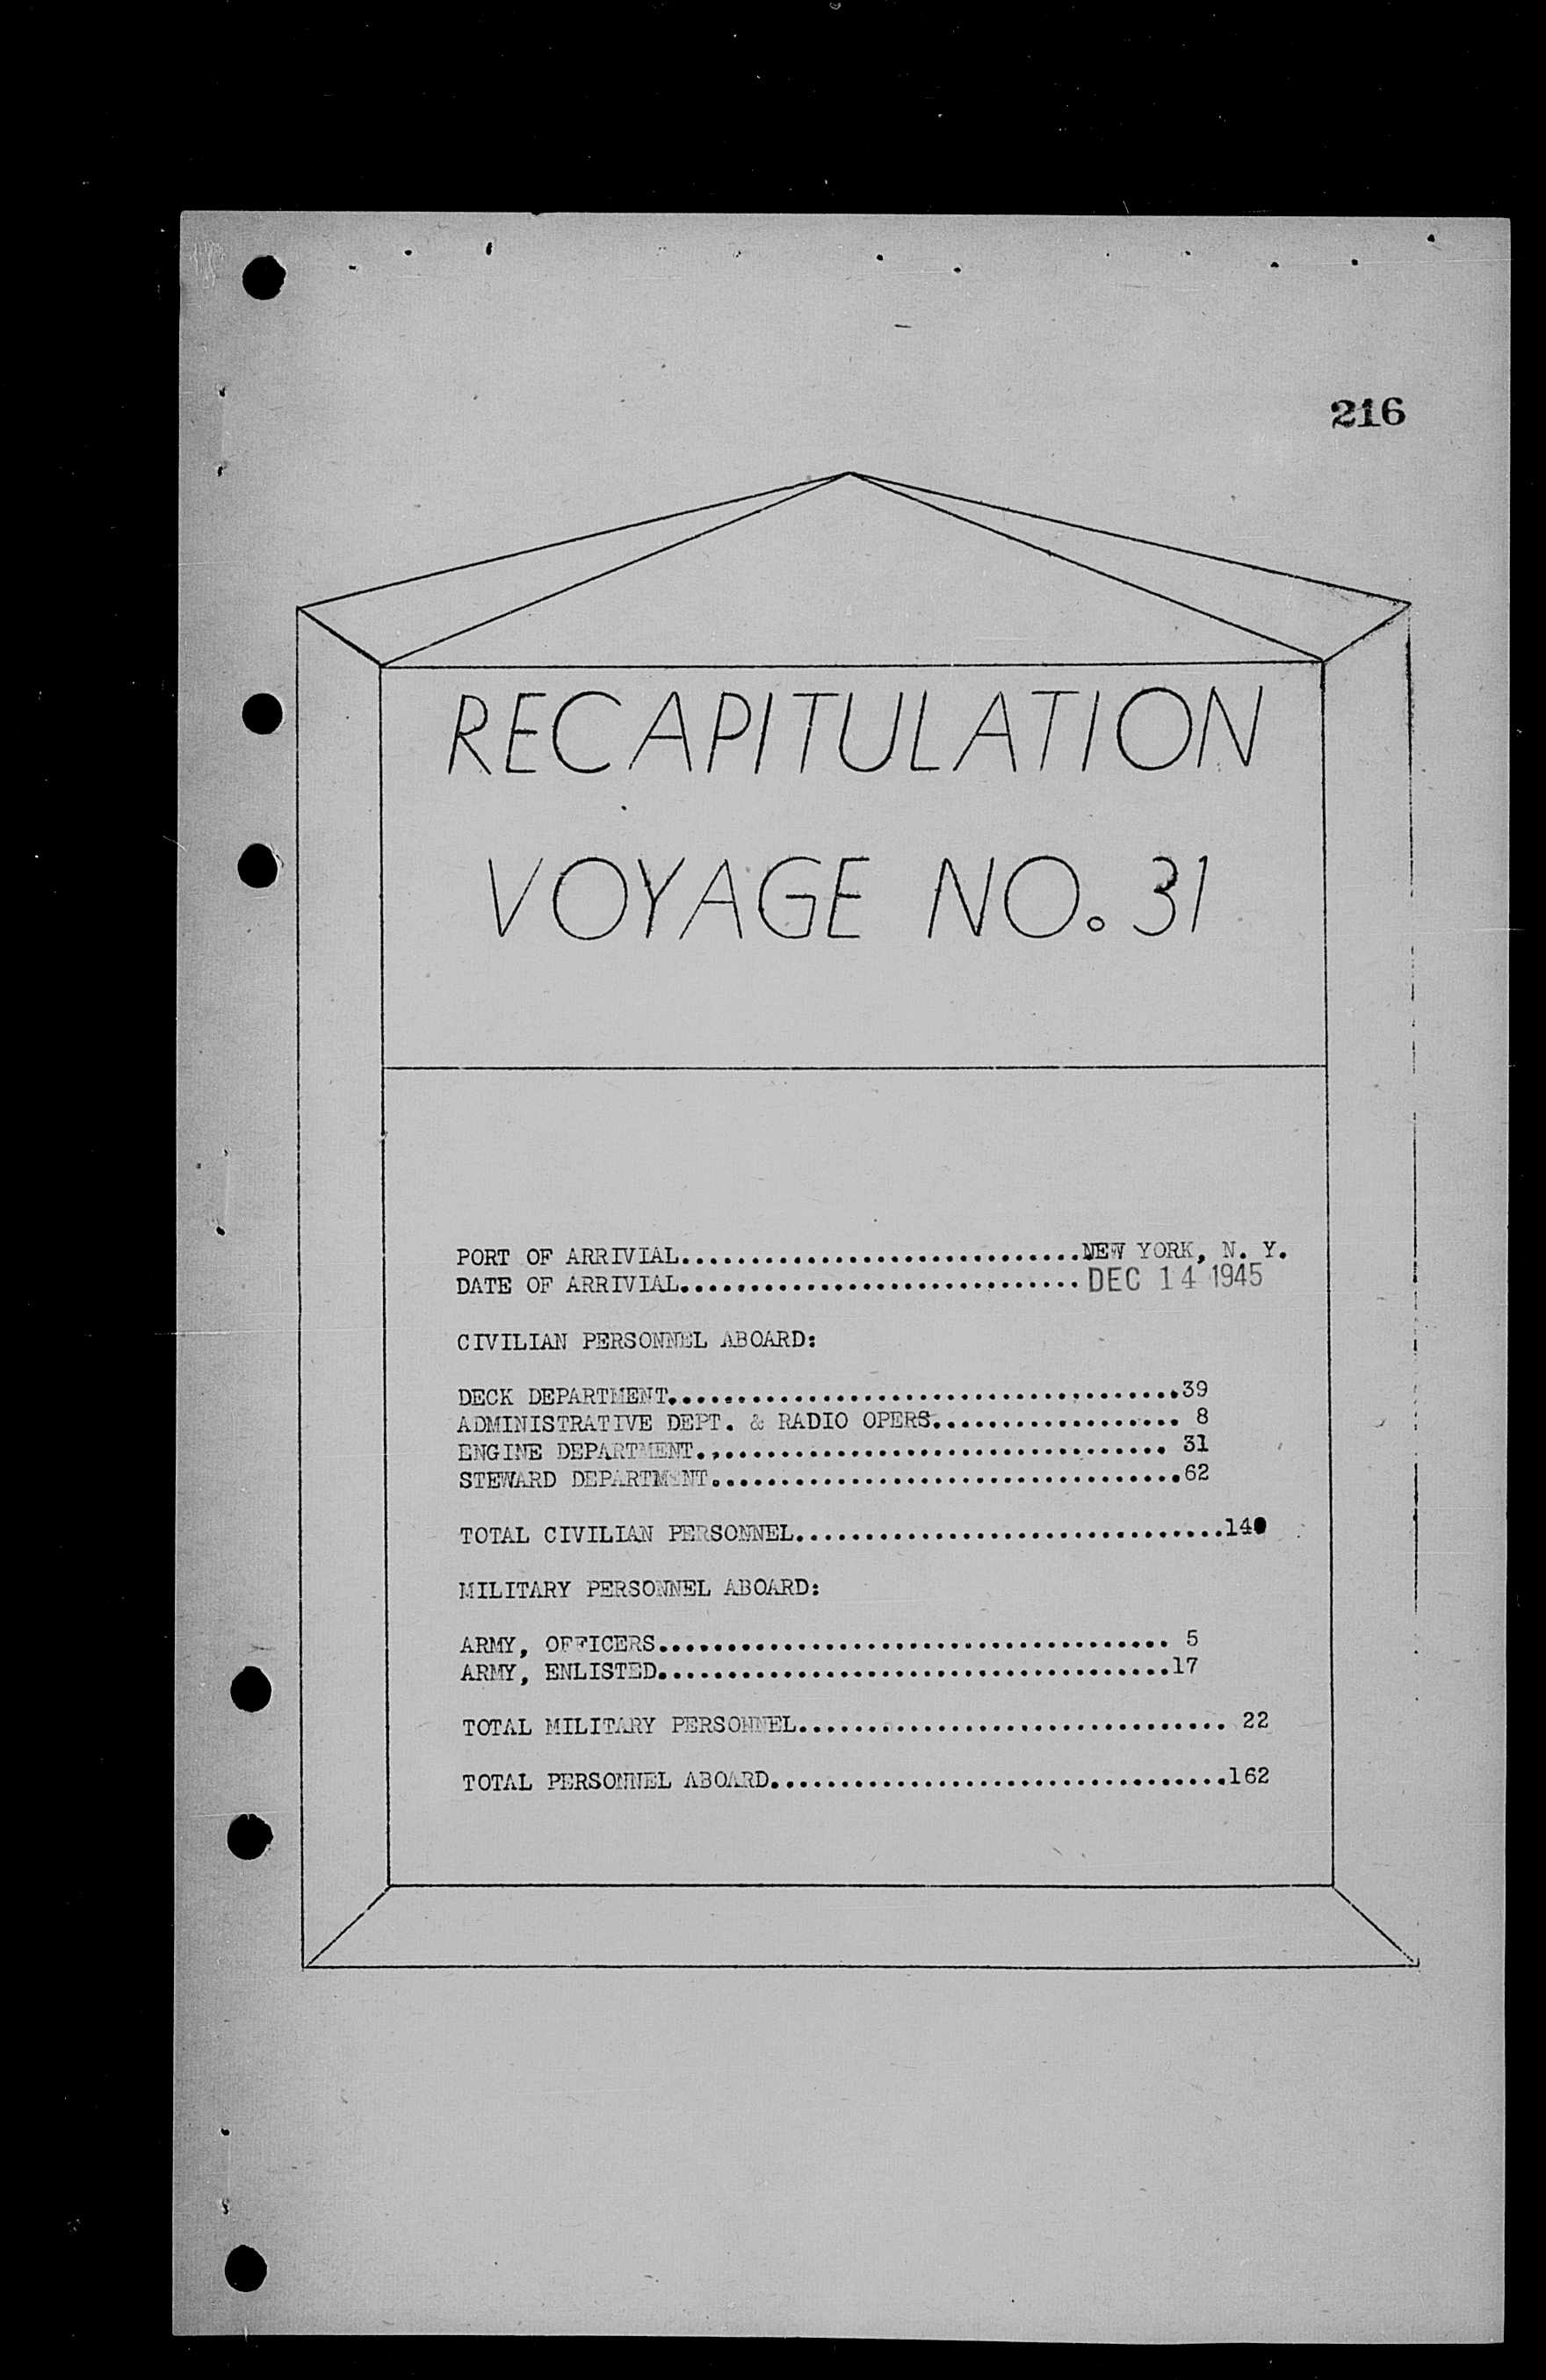 216
RECAPITULATION
VOYAGE NO. 31
PORT OF ARRIVIAL.............................NEW YORK, N. Y.
DATE OF ARRIVIAL.............................DEC 14 1945
CIVILIAN PERSONNEL ABOARD:
DECK DEPARTMENT.....................................39
ADMINISTRATIVE DEPT. & RADIO OPERS.................. 8
ENGINE DEPARTMENT.................................. 31
STEWARD DEPARTMENT..................................62
TOTAL CIVILIAN PERSONNEL...............................140
MILITARY PERSONNEL ABOARD:
ARMY, OFFICERS..................................... 5
ARMY, ENLISTED.....................................17
TOTAL MILITARY PERSONNEL............................... 22
TOTAL PERSONNEL ABOARD.................................162